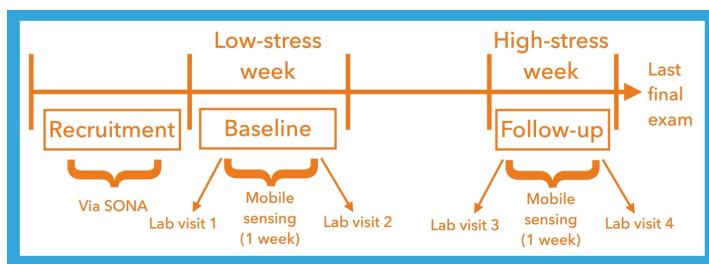 Low-stress
week
High-stress
week
Last
final
exam
Recruitment
Baseline
Follow-up
Via SONA
Lab visit 1
Mobile
sensing
(1 week)
Lab visit 2
Lab visit 3
Mobile
sensing
(1 week)
Lab visit 4